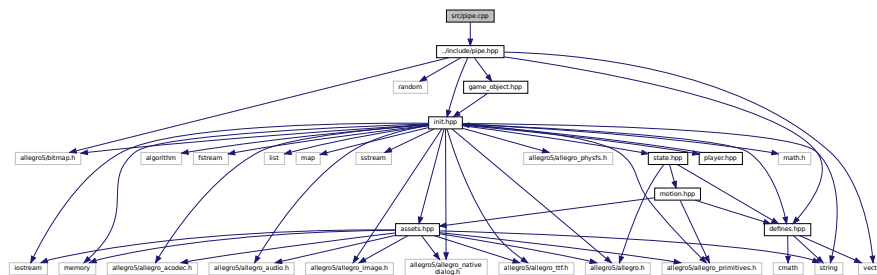 src/pipe.cpp
../include/pipe.hpp
random
game_object.hpp
init.hpp
allegro5/bitmap.h
algorithm
fstream
list
map
sstream
allegro5/allegro_physfs.h
state.hpp
player.hpp
math.h
motion.hpp
assets.hpp
defines.hpp
iostream
memory
allegro5/allegro_acodec.h
allegro5/allegro_audio.h
allegro5/allegro_image.h
allegro5/allegro_native
dialog.h
allegro5/allegro_ttf.h
allegro5/allegro.h
allegro5/allegro_primitives.h
cmath
string
vect